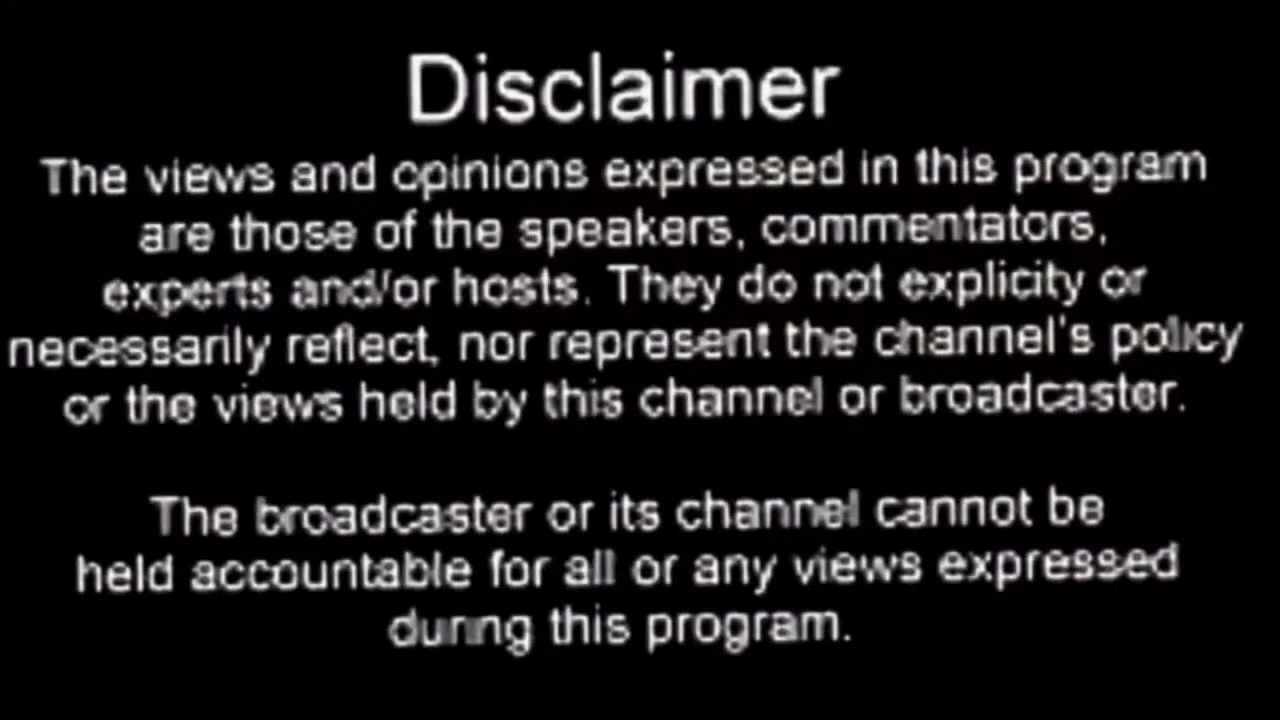 Disclaimer
The views and opinions expressed in this program
are those of the speakers, commentators,
experts and/or hosts. They do not explicity or
necessarily reflect, nor represent the channel's policy
or the views held by this channel or broadcaster.
The broadcaster or its channel cannot be
held accountable for all or any views expressed
during this program.